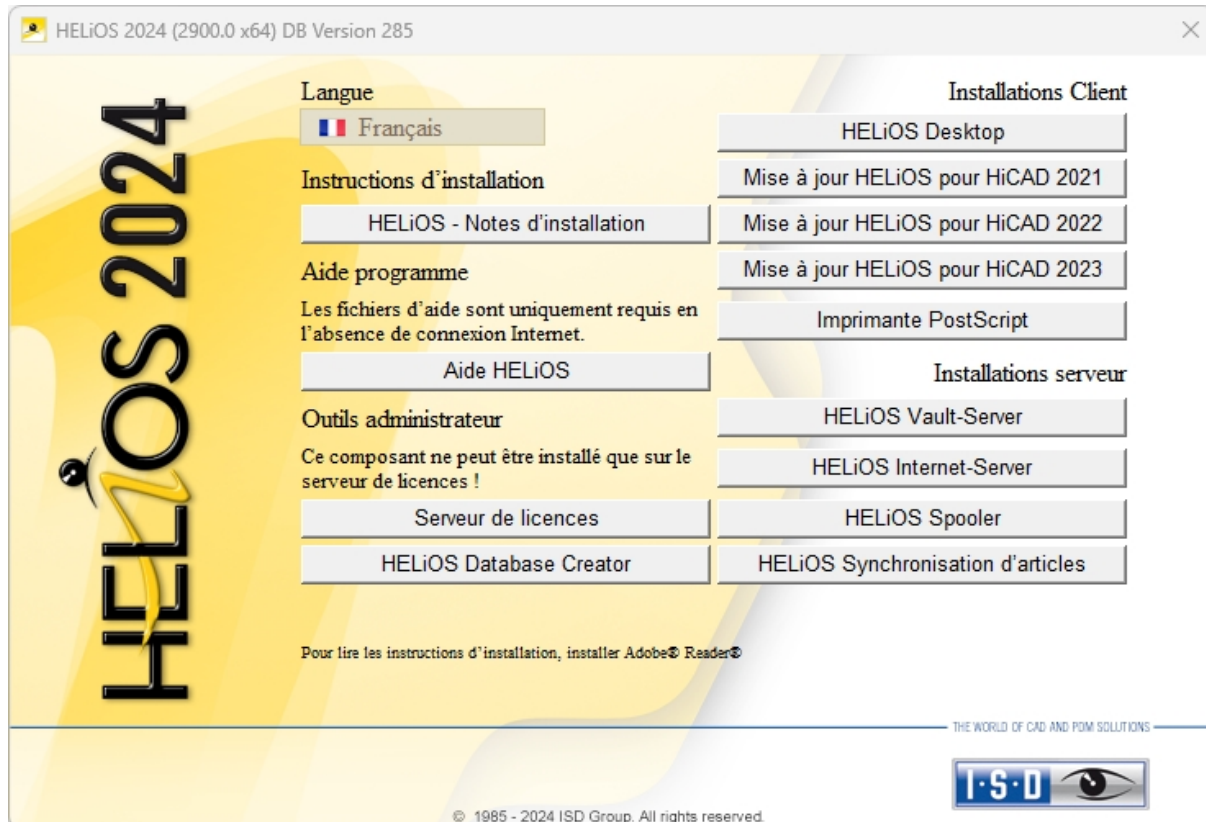 HELiOS 2024 (2900.0 x64) DB Version 285
HELiOS 2024
Langue
Français
Instructions d'installation
HELiOS - Notes d'installation
Aide programme
Les fichiers d'aide sont uniquement requis en
l'absence de connexion Internet.
Aide HELiOS
Outils administrateur
Ce composant ne peut être installé que sur le
serveur de licences !
Serveur de licences
HELiOS Database Creator
Pour lire les instructions d'installation, installer Adobe® Reader®
Installations Client
HELiOS Desktop
Mise à jour HELiOS pour HiCAD 2021
Mise à jour HELiOS pour HiCAD 2022
Mise à jour HELiOS pour HiCAD 2023
Imprimante PostScript
Installations serveur
HELiOS Vault-Server
HELiOS Internet-Server
HELiOS Spooler
HELiOS Synchronisation d'articles
THE WORLD OF CAD AND PDM SOLUTIONS
I·S·D
© 1985 - 2024 ISD Group. All rights reserved.